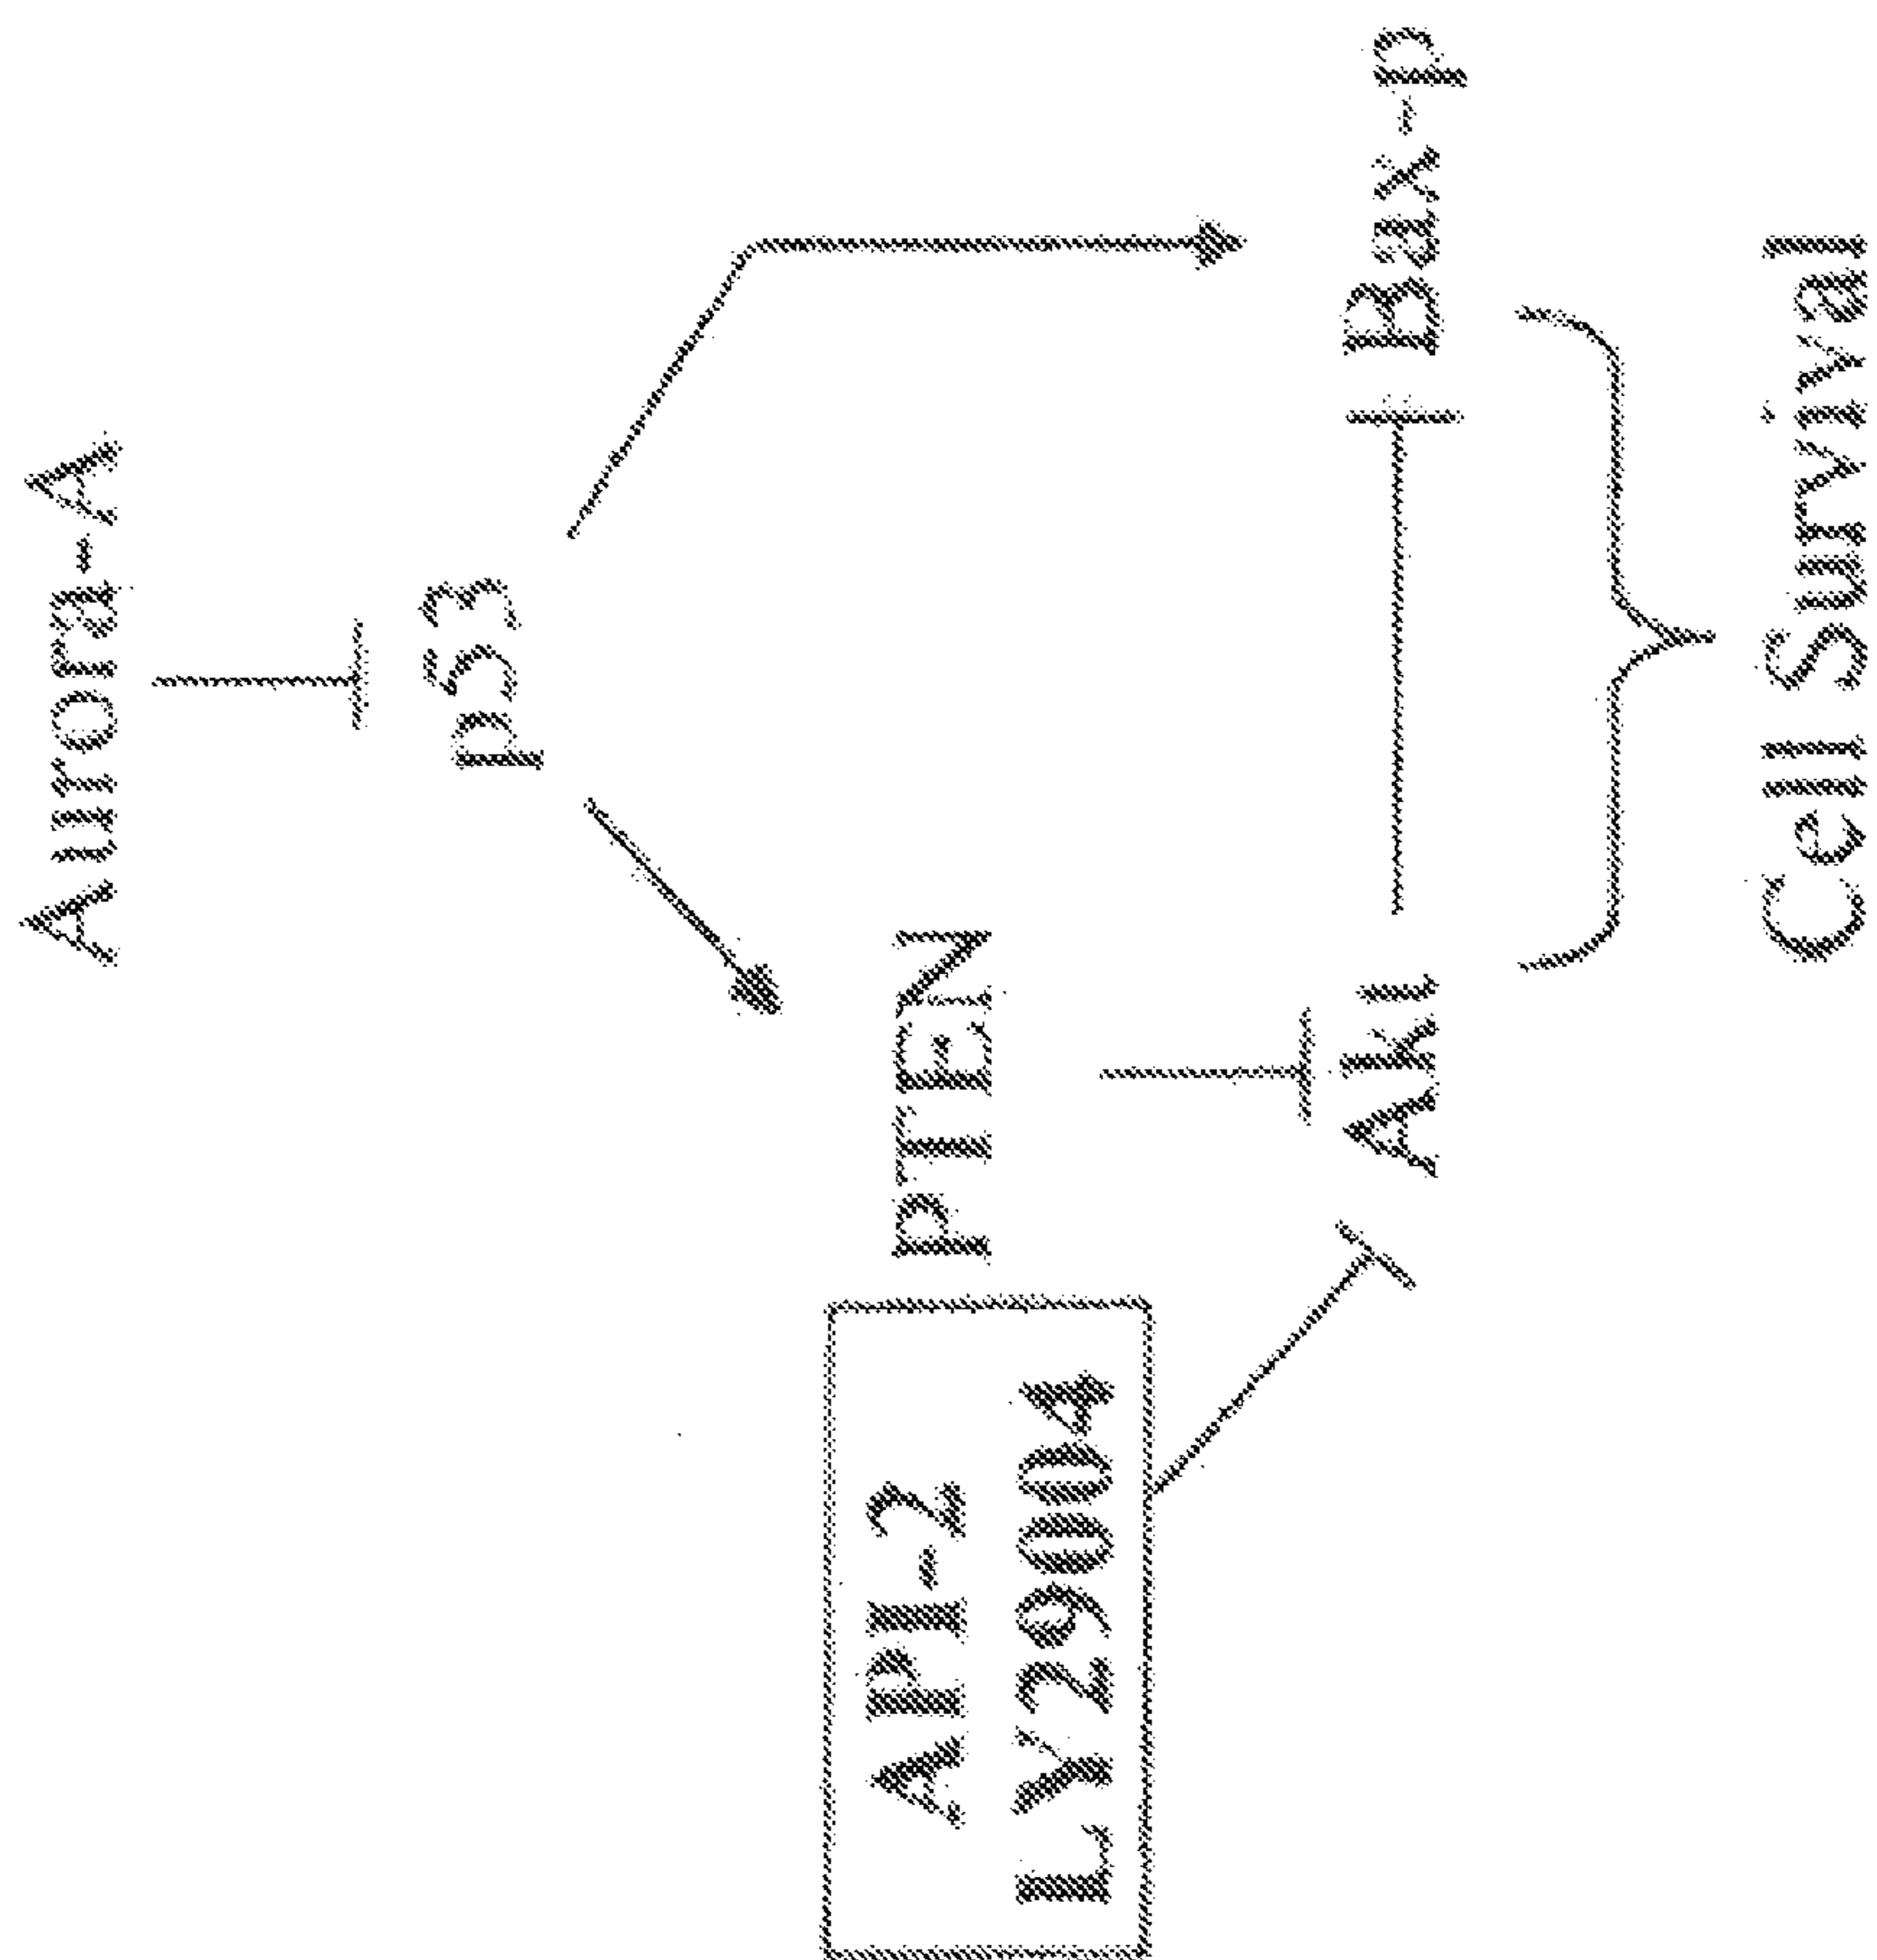 Aurora-A
p53
PTEN
API-2
LY29004
Akt
Bax-p
Cell Survival